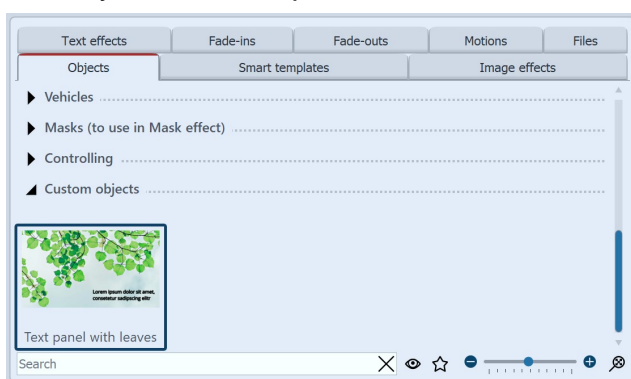 Text effects Fade-ins Fade-outs Motions Files
Objects Smart templates Image effects
Vehicles
Masks (to use in Mask effect)
Controlling
Custom objects
Lorem ipsum dolor sit amet,
consetetur sadipscing elitr
Text panel with leaves
Search